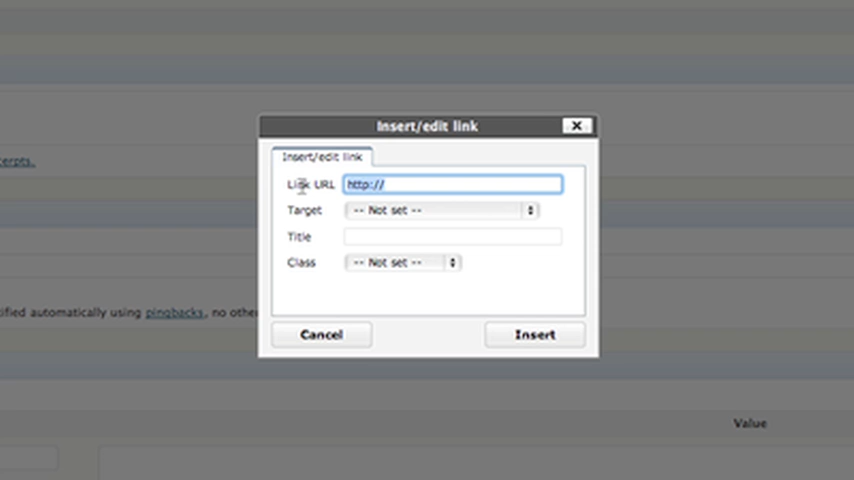 Insert/edit link
Insert/edit link
erpts.
Link URL http://
Target -- Not set --
Title
Class -- Not set --
ified automatically using pingbacks, no othe
Cancel Insert
Value